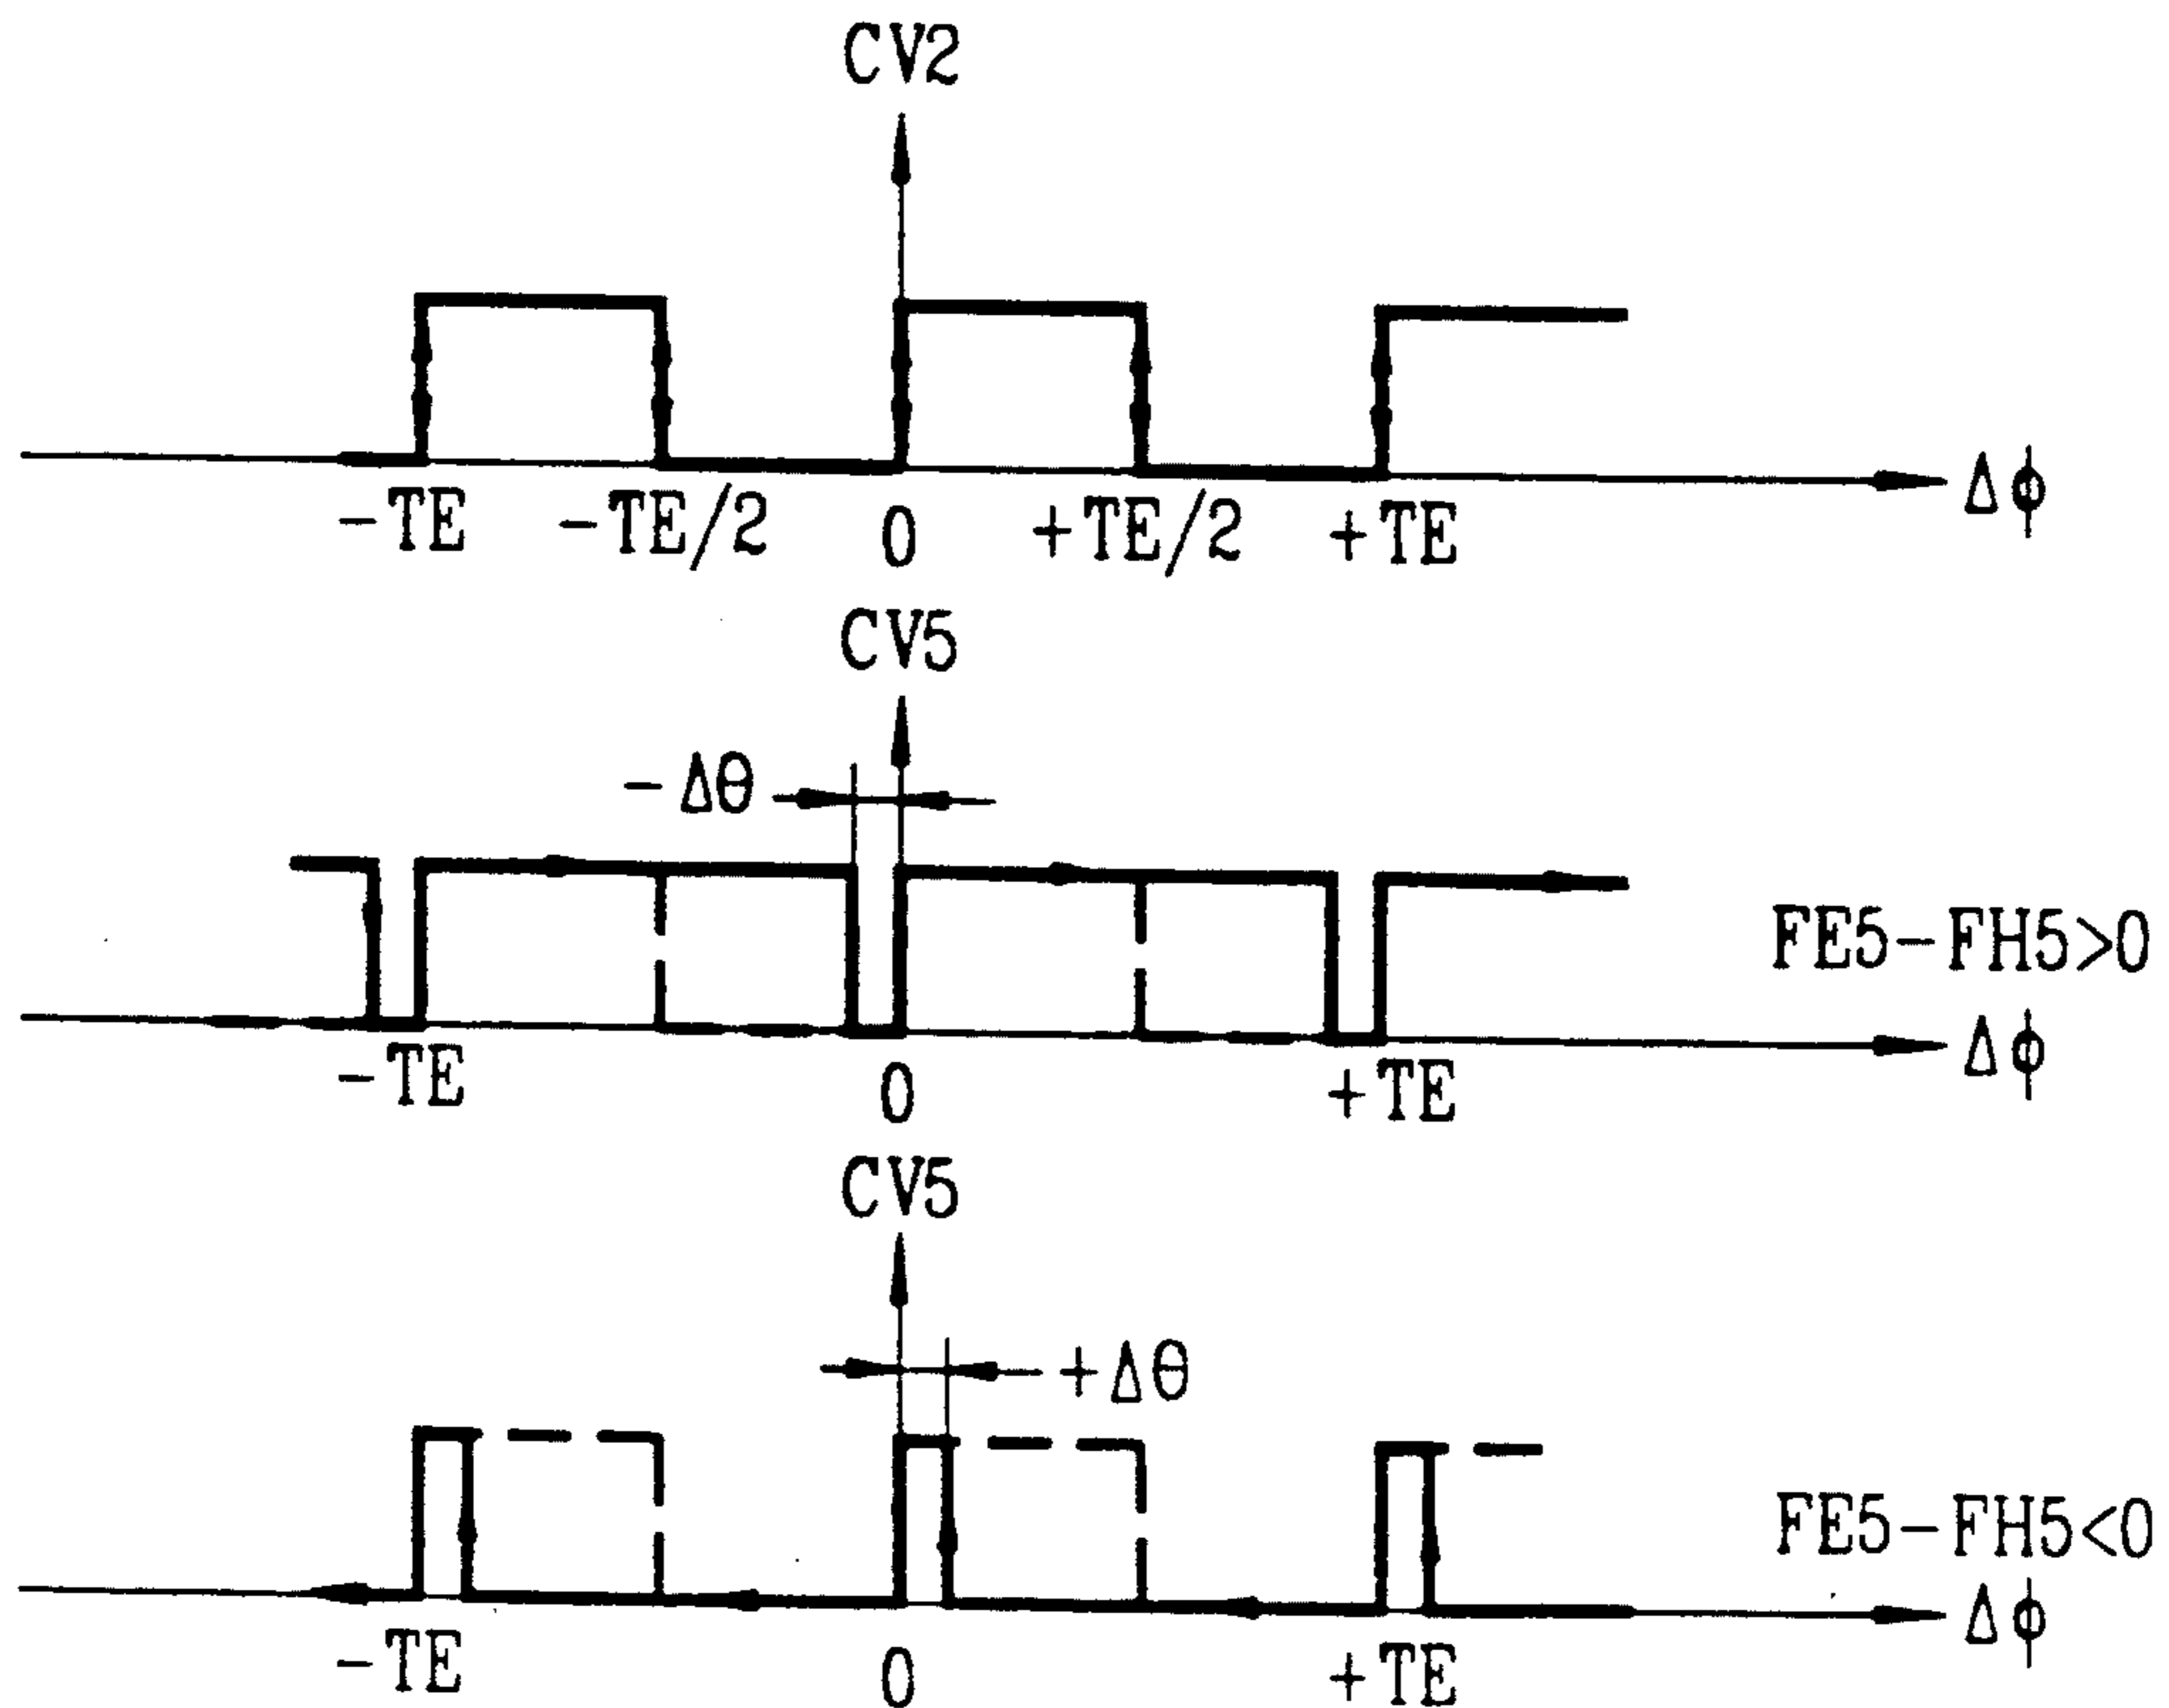 CV2
Δϕ
-TE -TE/2 0 +TE/2 +TE
CV5
-Δθ
FE5-FH5>0
Δϕ
-TE 0 +TE
CV5
+Δθ
FE5-FH5<0
Δϕ
-TE 0 +TE